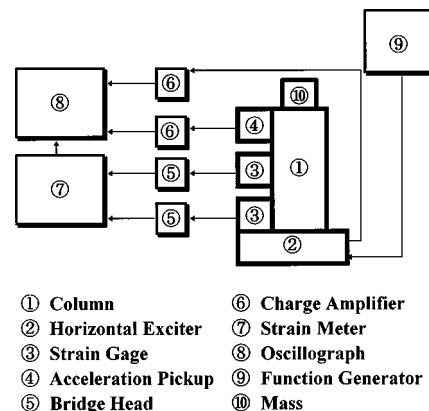 ⑨
⑥
⑧
⑩
⑥
④
①
⑤
③
⑦
⑤
③
②
① Column
② Horizontal Exciter
③ Strain Gage
④ Acceleration Pickup
⑤ Bridge Head
⑥ Charge Amplifier
⑦ Strain Meter
⑧ Oscillograph
⑨ Function Generator
⑩ Mass